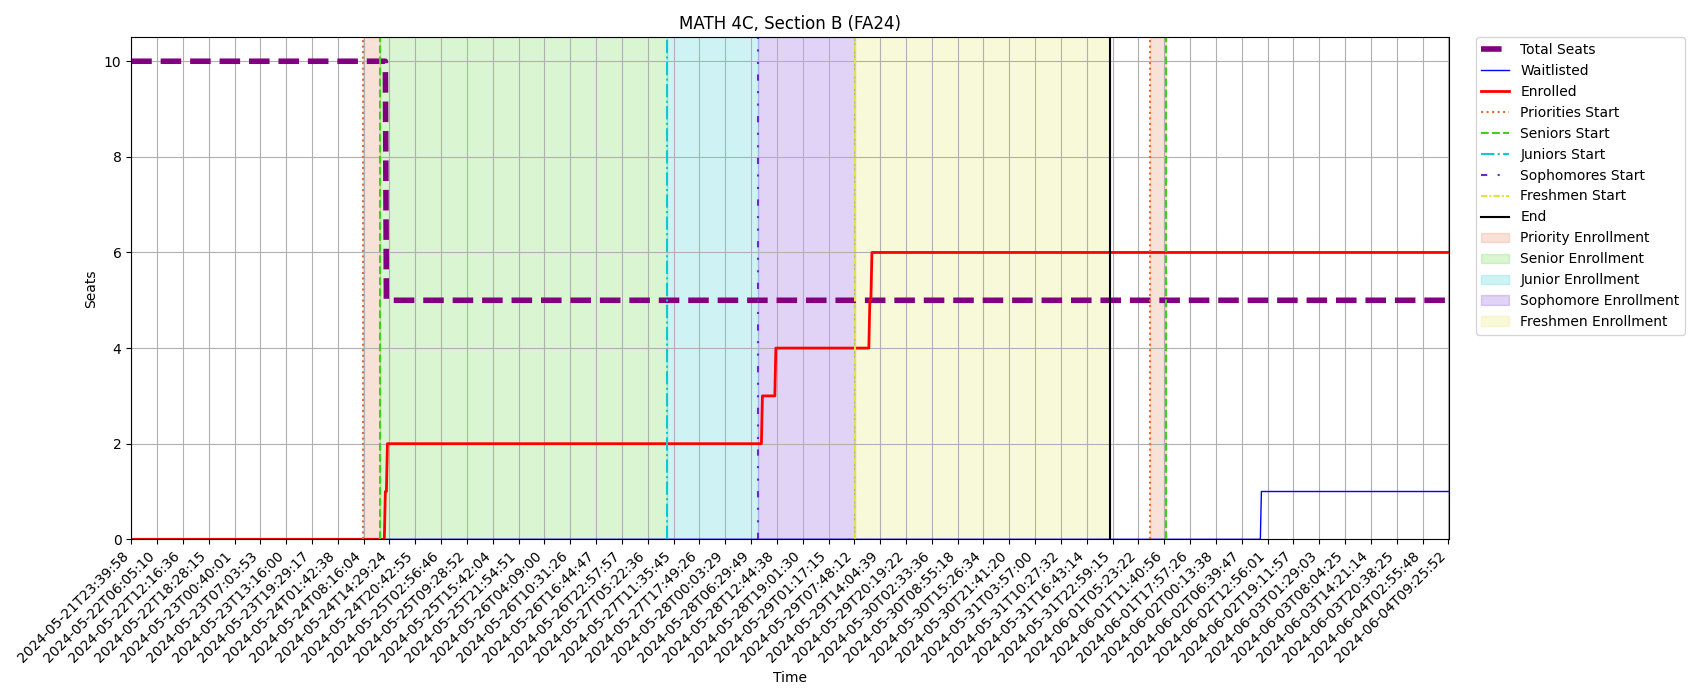 MATH 4C, Section B (FA24)
10
8
6
4
2
0
Seats
2024-05-21T23:39:58
2024-05-22T06:05:10
2024-05-22T12:16:36
2024-05-22T18:28:15
2024-05-23T00:40:01
2024-05-23T07:03:53
2024-05-23T13:16:00
2024-05-23T19:29:17
2024-05-24T01:42:38
2024-05-24T08:16:04
2024-05-24T14:29:24
2024-05-24T20:42:55
2024-05-25T02:56:46
2024-05-25T09:28:52
2024-05-25T15:42:04
2024-05-25T21:54:51
2024-05-26T04:09:00
2024-05-26T10:31:26
2024-05-26T16:44:47
2024-05-26T22:57:57
2024-05-27T05:22:36
2024-05-27T11:35:45
2024-05-27T17:49:26
2024-05-28T00:03:29
2024-05-28T06:29:49
2024-05-28T12:44:38
2024-05-28T19:01:30
2024-05-29T01:17:15
2024-05-29T07:48:12
2024-05-29T14:04:39
2024-05-29T20:19:22
2024-05-30T02:33:36
2024-05-30T08:55:18
2024-05-30T15:26:34
2024-05-30T21:41:20
2024-05-31T03:57:00
2024-05-31T10:27:32
2024-05-31T16:43:14
2024-05-31T22:59:15
2024-06-01T05:23:22
2024-06-01T11:40:56
2024-06-01T17:57:26
2024-06-02T00:13:38
2024-06-02T06:39:47
2024-06-02T12:56:01
2024-06-02T19:11:57
2024-06-03T01:29:03
2024-06-03T08:04:25
2024-06-03T14:21:14
2024-06-03T20:38:25
2024-06-04T02:55:48
2024-06-04T09:25:52
Time
Total Seats
Waitlisted
Enrolled
Priorities Start
Seniors Start
Juniors Start
Sophomores Start
Freshmen Start
End
Priority Enrollment
Senior Enrollment
Junior Enrollment
Sophomore Enrollment
Freshmen Enrollment